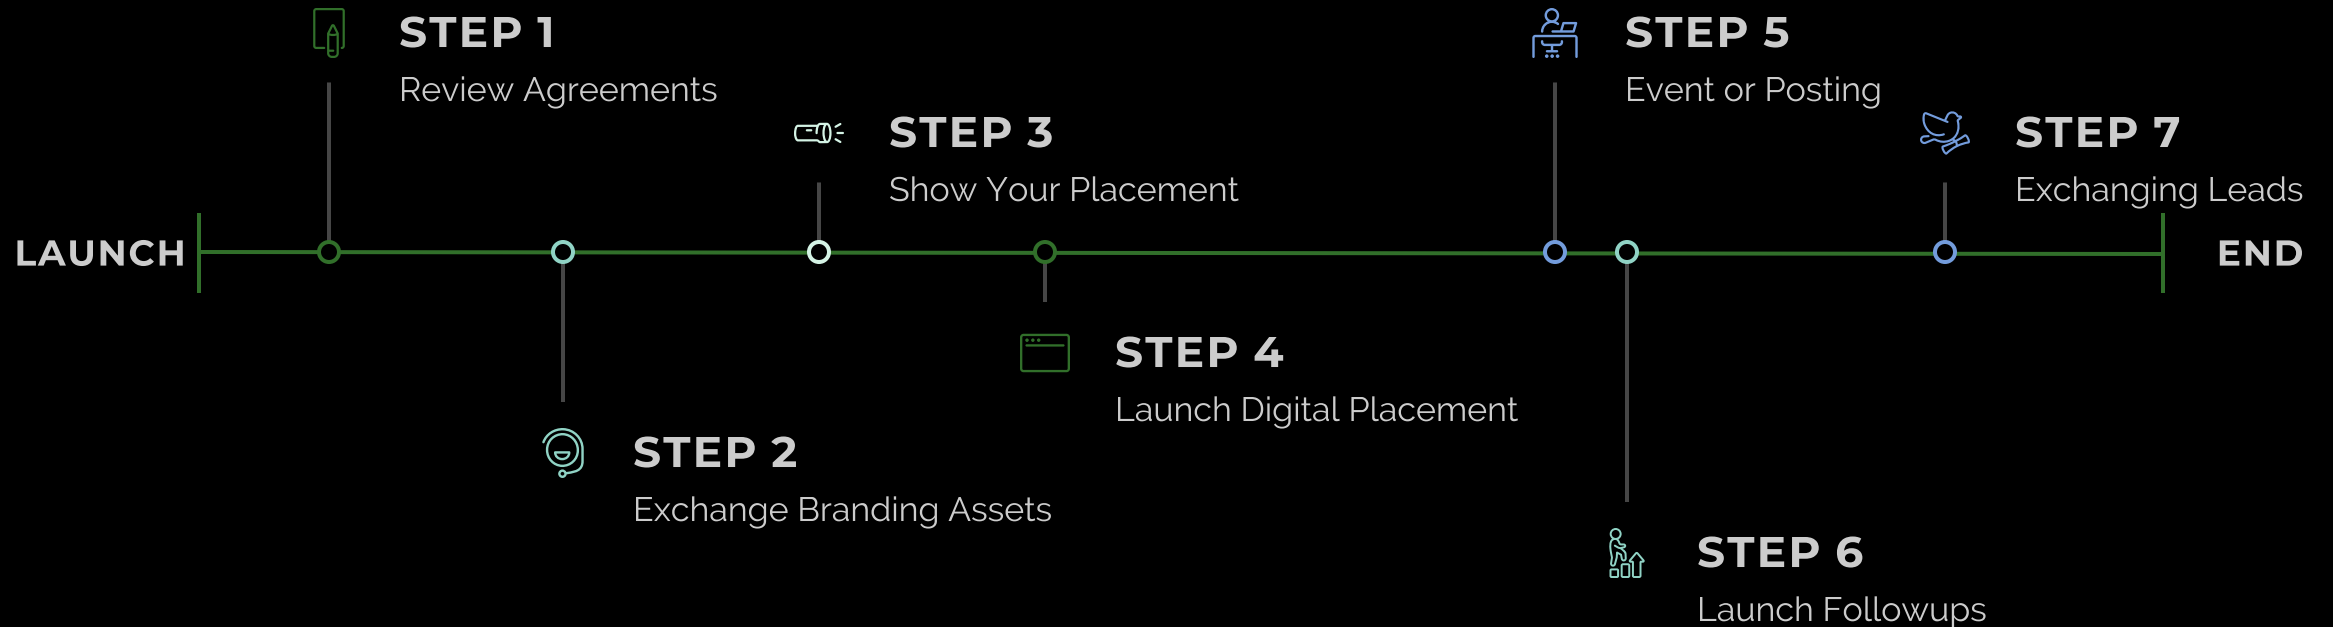 LAUNCH
STEP 1
Review Agreements
STEP 2
Exchange Branding Assets
STEP 3
Show Your Placement
STEP 4
Launch Digital Placement
STEP 5
Event or Posting
STEP 6
Launch Followups
STEP 7
Exchanging Leads
END